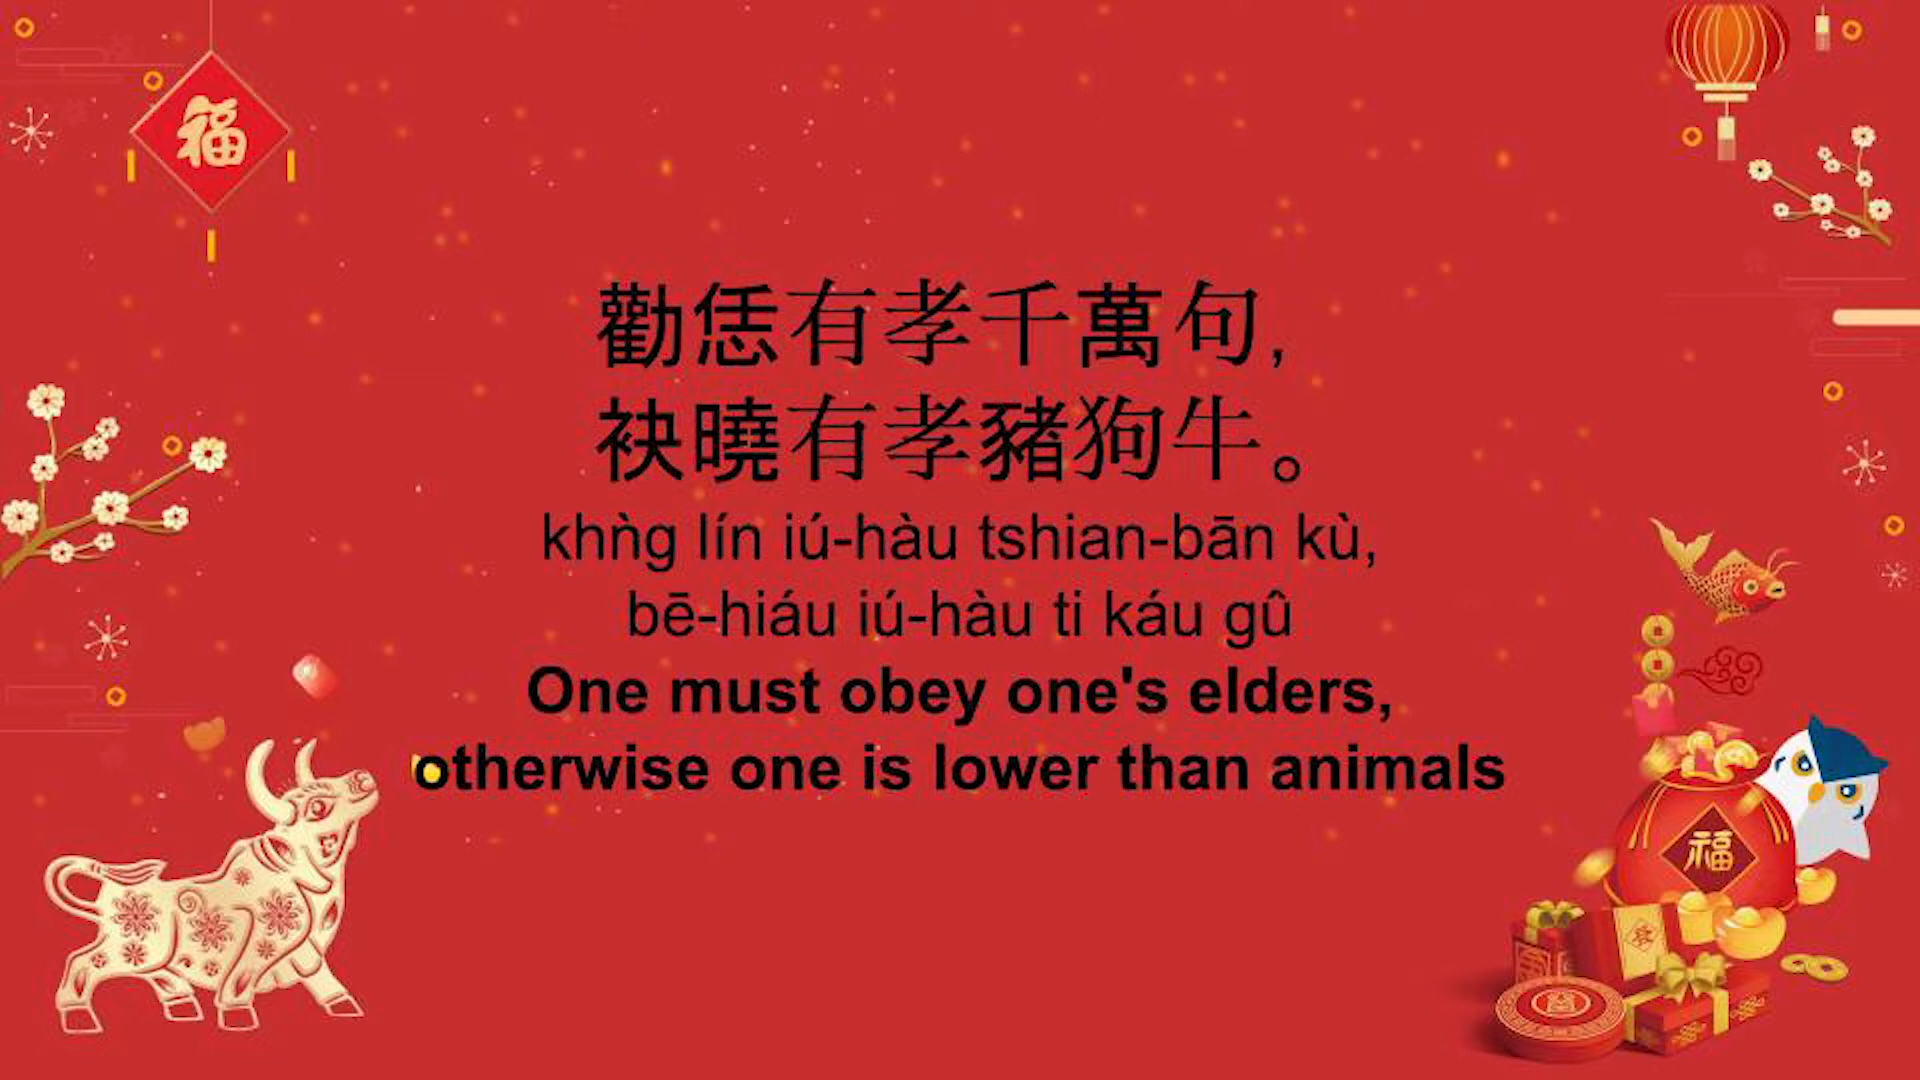 福
勸恁有孝千萬句,
袂曉有孝豬狗牛。
khǹg lín iú-hàu tshian-bān kù,
bē-hiáu iú-hàu ti káu gû
One must obey one's elders,
otherwise one is lower than animals
福